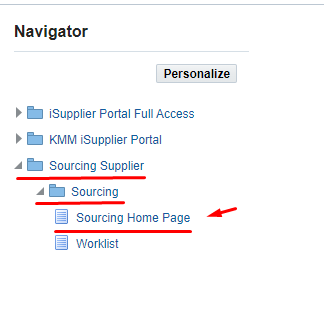 Navigator
Personalize
iSupplier Portal Full Access
KMM iSupplier Portal
Sourcing Supplier
Sourcing
Sourcing Home Page
Worklist